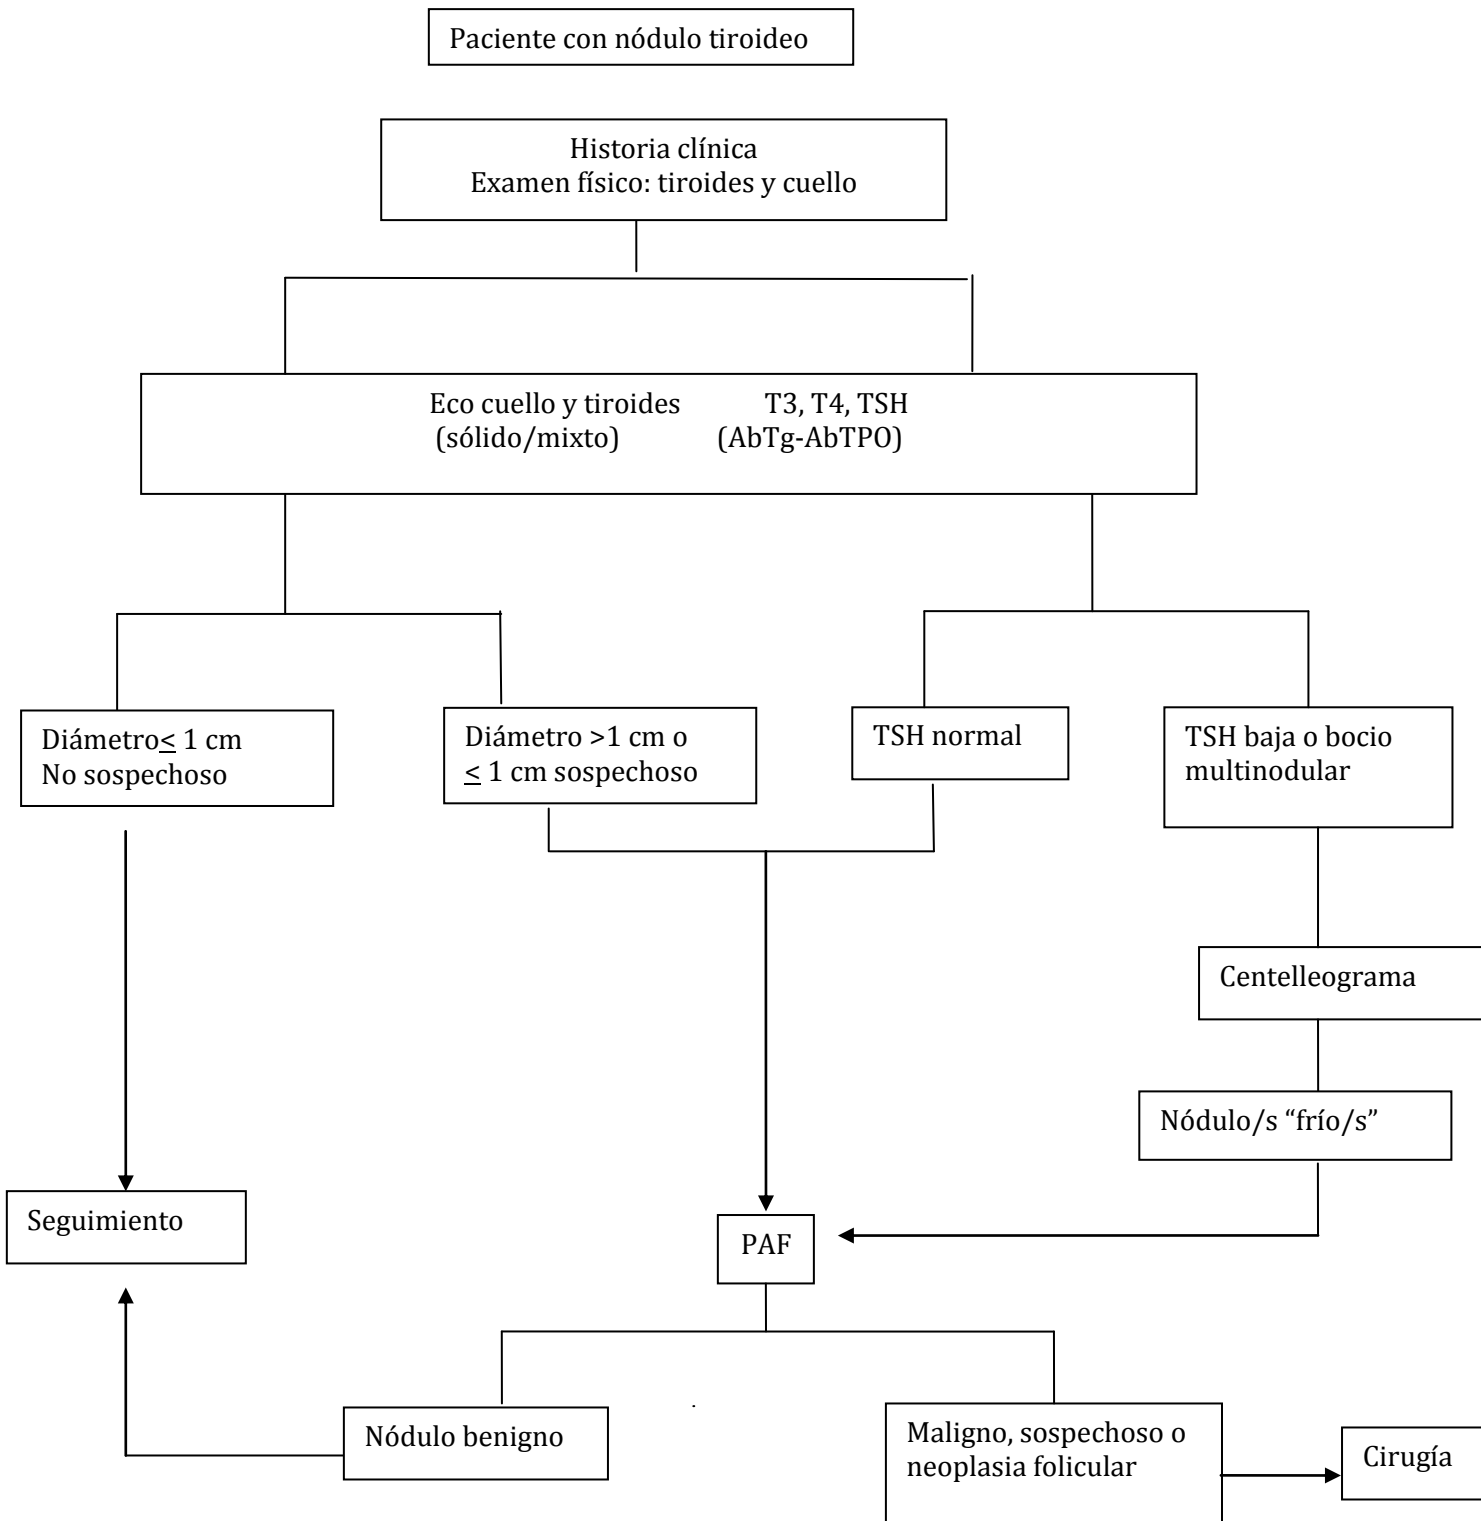 Paciente con nódulo tiroideo
Historia clínica
Examen físico: tiroides y cuello
Eco cuello y tiroides T3, T4, TSH
(sólido/mixto) (AbTg-AbTPO)
Diámetro≤ 1 cm
No sospechoso
Diámetro >1 cm o
≤ 1 cm sospechoso
TSH normal
TSH baja o bocio
multinodular
Centelleograma
Nódulo/s “frío/s”
Seguimiento
PAF
Nódulo benigno
Maligno, sospechoso o
neoplasia folicular
Cirugía